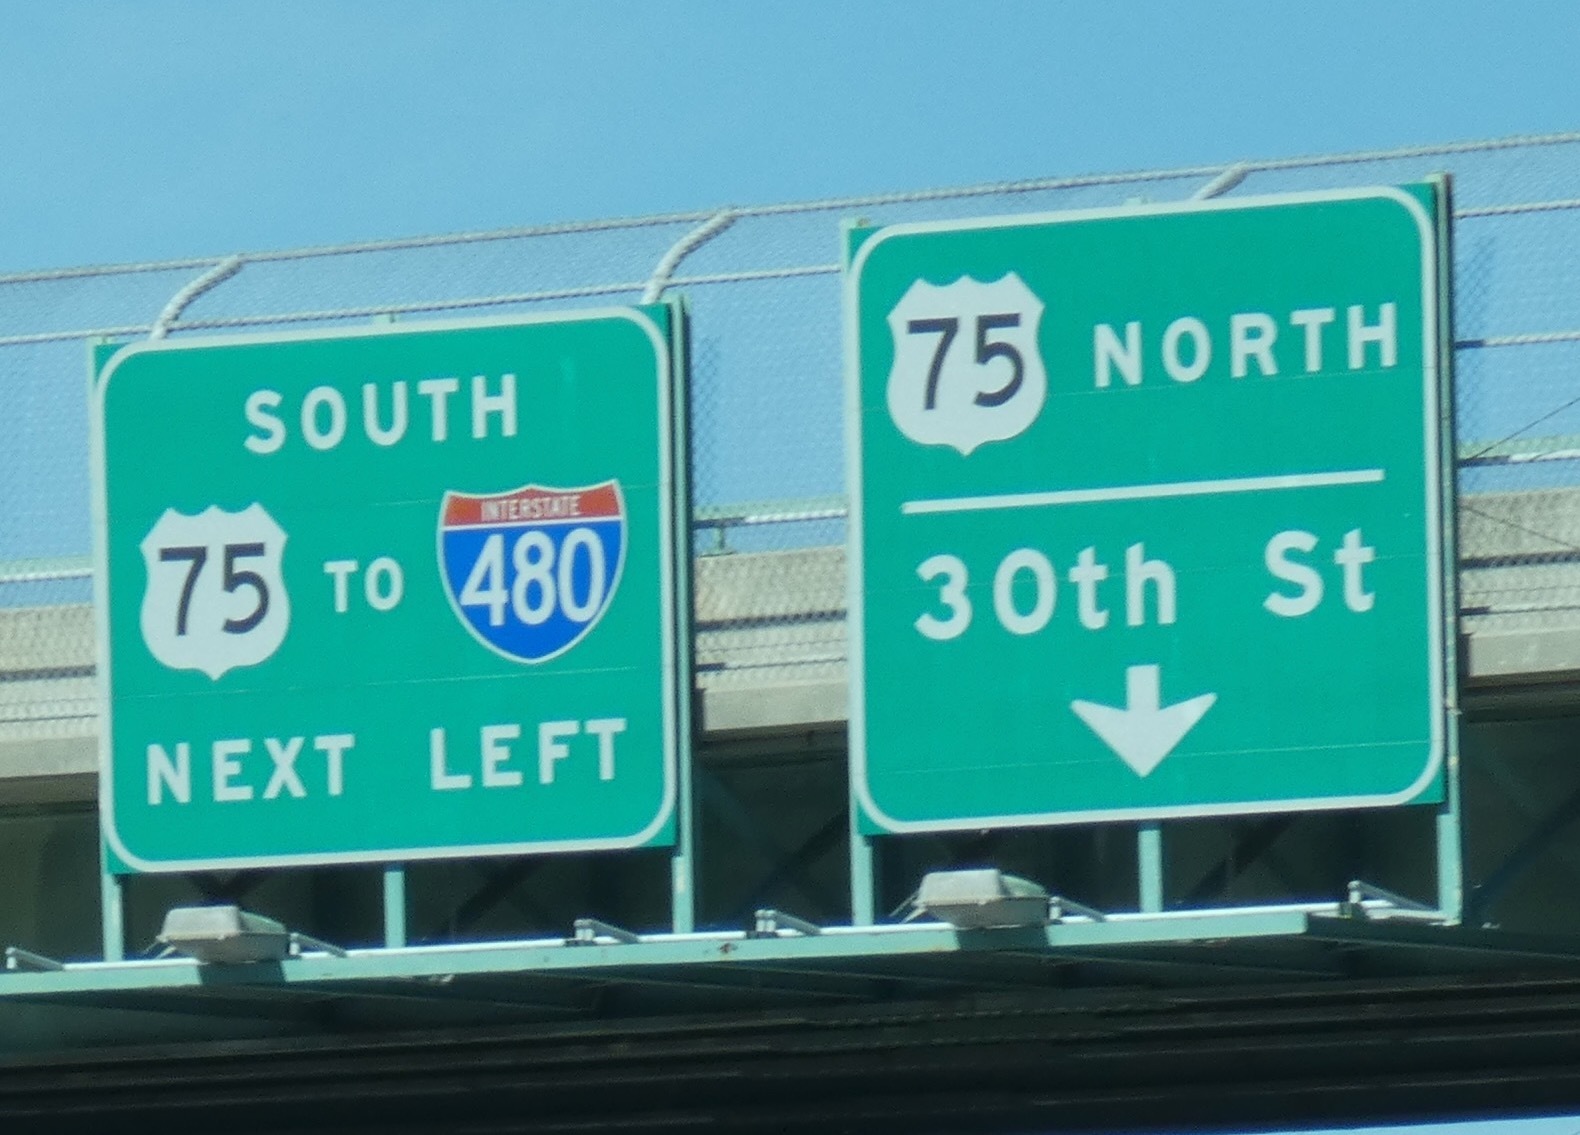 SOUTH
75 TO INTERSTATE 480
NEXT LEFT
75 NORTH
30th St